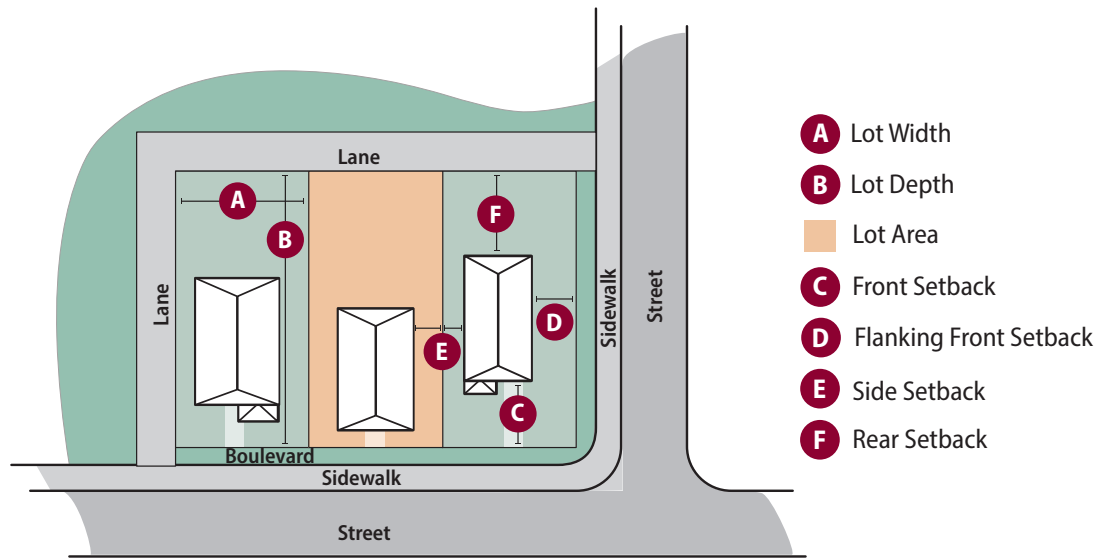 Lane
A
F
B
Lane
Sidewalk
Street
D
E
C
Boulevard
Sidewalk
Street
A Lot Width
B Lot Depth
Lot Area
C Front Setback
D Flanking Front Setback
E Side Setback
F Rear Setback